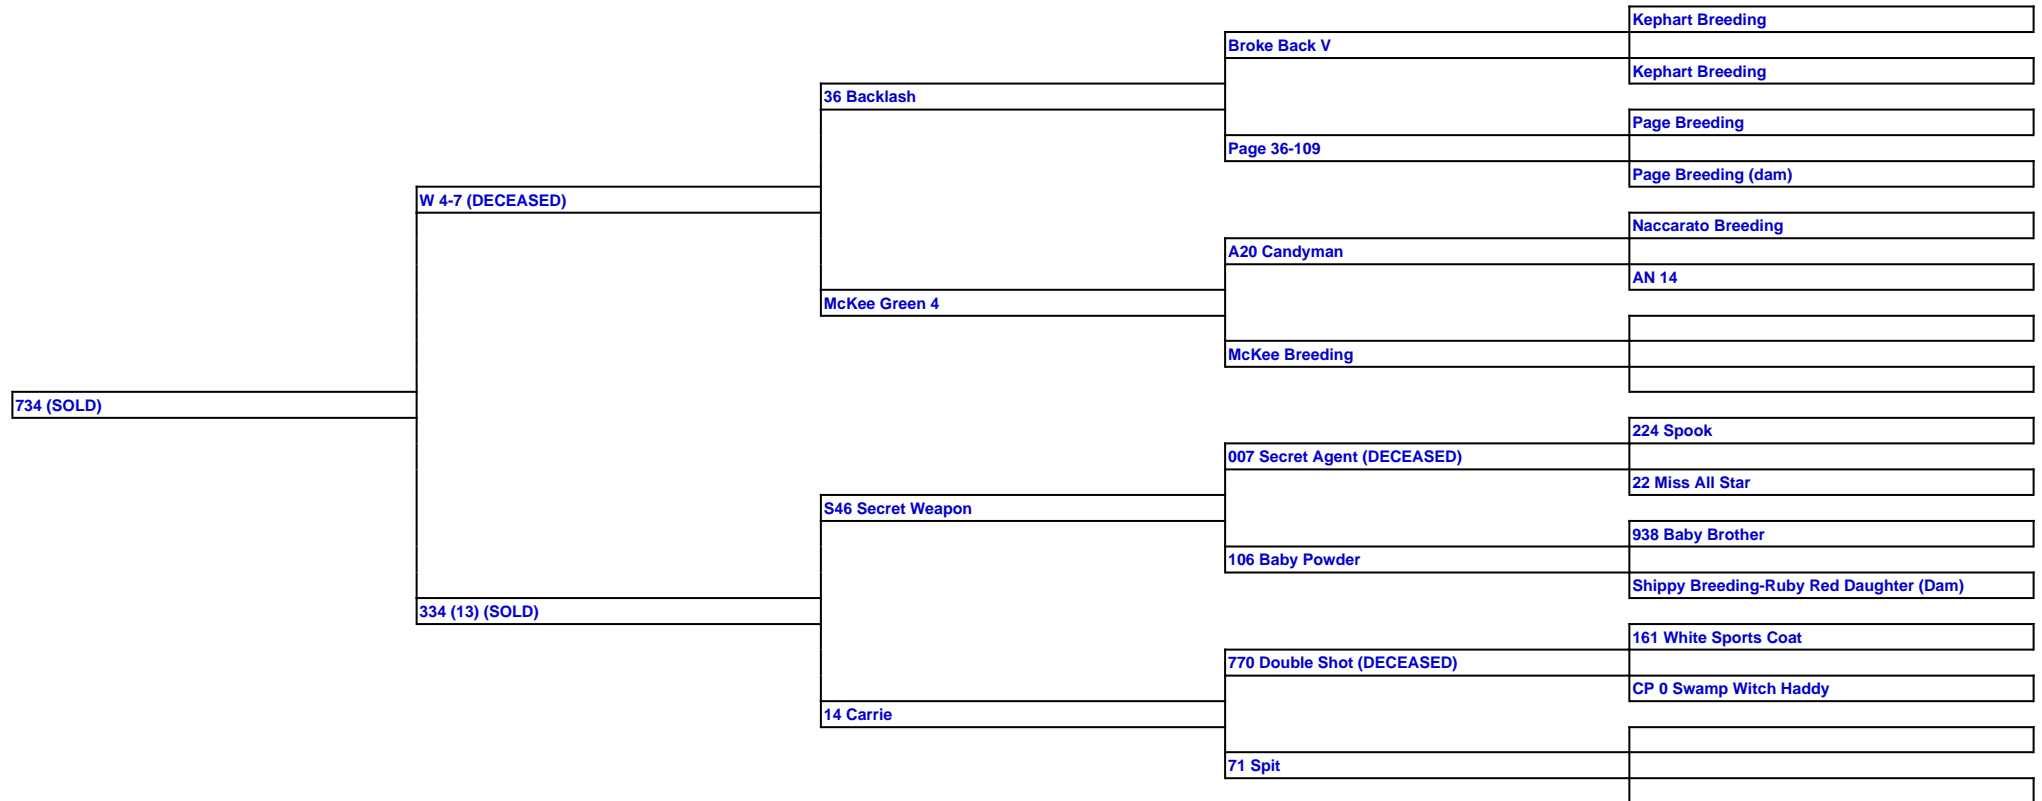 Kephart Breeding
Broke Back V
Kephart Breeding
36 Backlash
Page Breeding
Page 36-109
Page Breeding (dam)
W 4-7 (DECEASED)
Naccarato Breeding
A20 Candyman
AN 14
McKee Green 4
McKee Breeding
734 (SOLD)
224 Spook
007 Secret Agent (DECEASED)
22 Miss All Star
S46 Secret Weapon
938 Baby Brother
106 Baby Powder
Shippy Breeding-Ruby Red Daughter (Dam)
334 (13) (SOLD)
161 White Sports Coat
770 Double Shot (DECEASED)
CP 0 Swamp Witch Haddy
14 Carrie
71 Spit